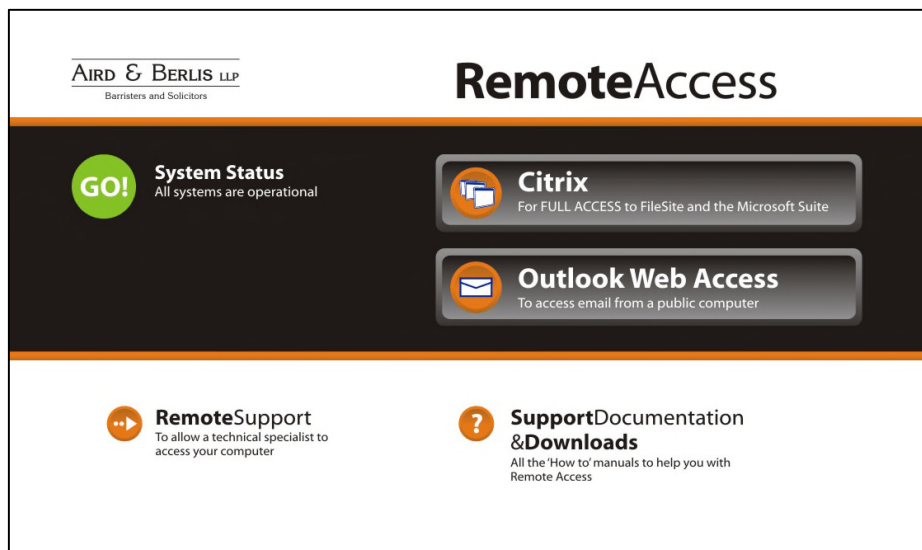 AIRD & BERLIS LLP
Barristers and Solicitors
RemoteAccess
GO!
System Status
All systems are operational
Citrix
For FULL ACCESS to FileSite and the Microsoft Suite
Outlook Web Access
To access email from a public computer
RemoteSupport
To allow a technical specialist to
access your computer
?
SupportDocumentation
&Downloads
All the ‘How to’ manuals to help you with
Remote Access